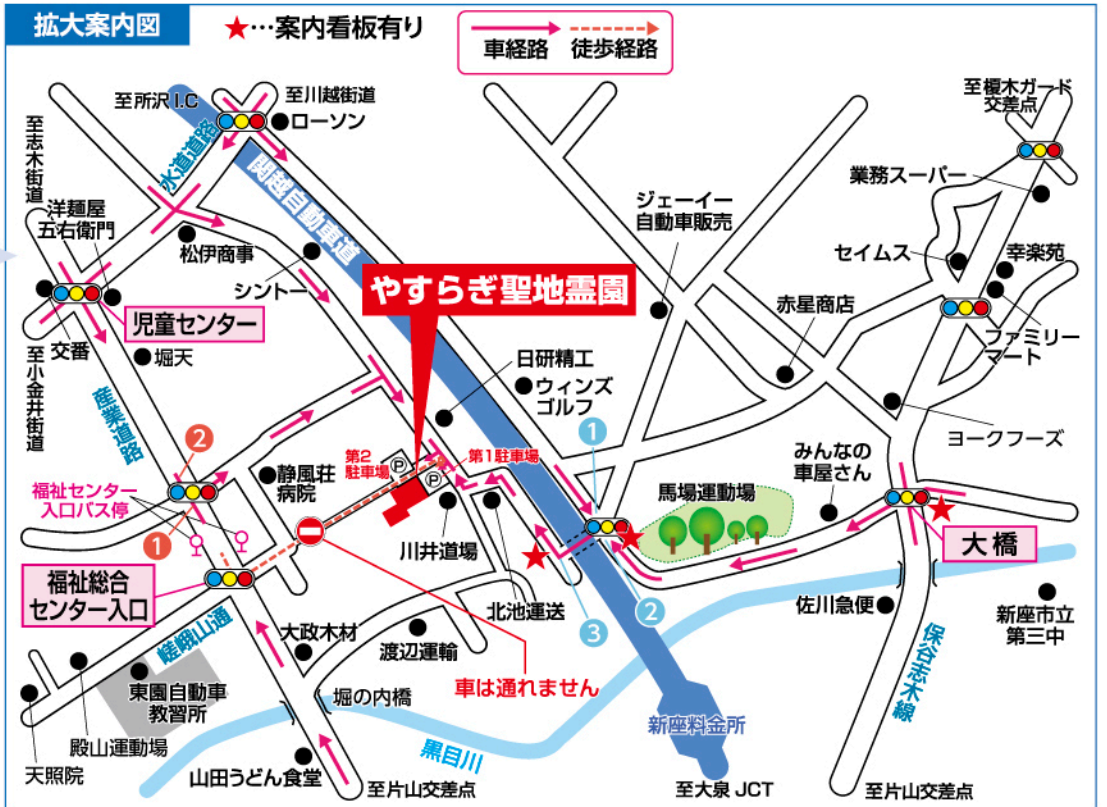 拡大案内図
★…案内看板有り
車経路 徒歩経路
至所沢I.C
至川越街道
ローソン
至榎木ガード
交差点
至志木街道
水道道路
関越自動車道
業務スーパー
洋麺屋
五右衛門
松伊商事
シントー
ジェーイー
自動車販売
セイムス
幸楽苑
やすらぎ聖地霊園
児童センター
交番
堀天
赤星商店
ファミリー
マート
至小金井街道
産業道路
日研精工
ウィンズ
ゴルフ
ヨークフーズ
2
1
第2
駐車場
P
P
第1駐車場
静風荘
病院
みんなの
車屋さん
福祉センター
入口バス停
馬場運動場
1
川井道場
大橋
福祉総合
センター入口
北池運送
3
2
佐川急便
新座市立
第三中
嵯峨山通
大政木材
渡辺運輸
車は通れません
保谷志木線
東園自動車
教習所
堀の内橋
新座料金所
殿山運動場
天照院
黒目川
山田うどん食堂
至片山交差点
至大泉JCT
至片山交差点